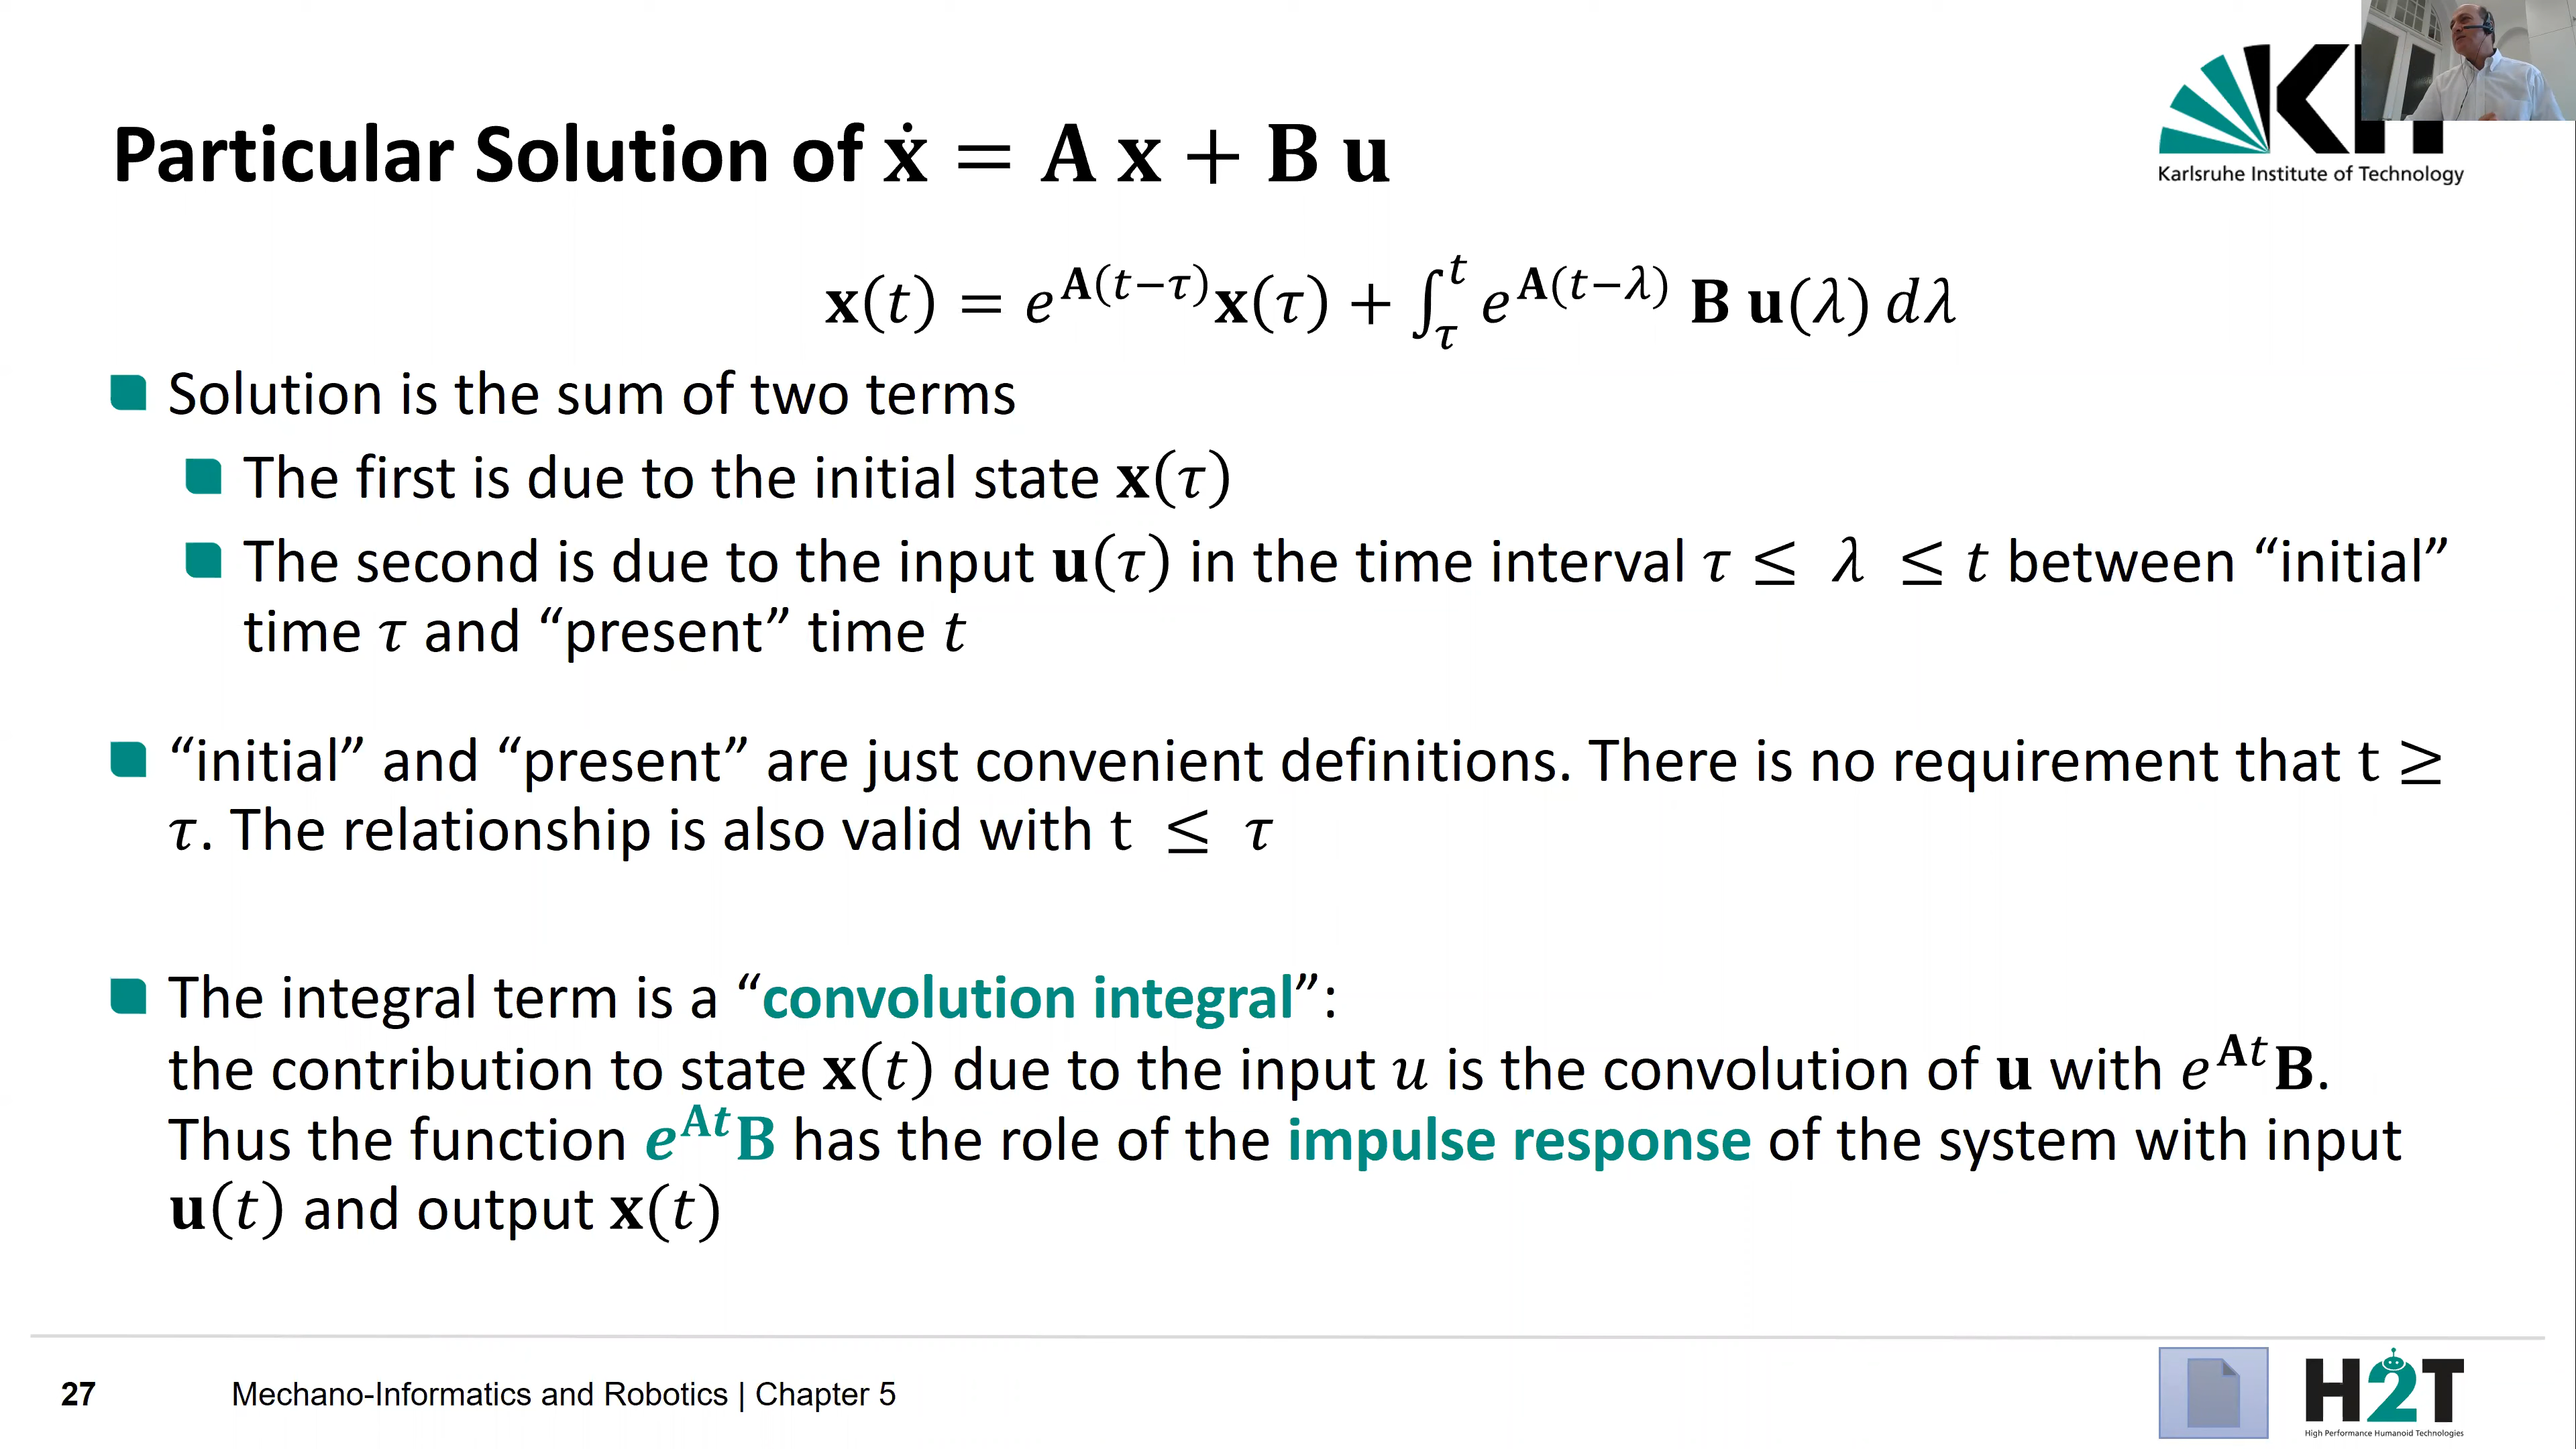 Particular Solution of ẋ = A x + B u
Karlsruhe Institute of Technology
x(t) = e^{A(t−τ)}x(τ) + ∫_τ^t e^{A(t−λ)} B u(λ) dλ
Solution is the sum of two terms
The first is due to the initial state x(τ)
The second is due to the input u(τ) in the time interval τ ≤ λ ≤ t between “initial”
time τ and “present” time t
“initial” and “present” are just convenient definitions. There is no requirement that t ≥
τ. The relationship is also valid with t ≤ τ
The integral term is a “convolution integral”:
the contribution to state x(t) due to the input u is the convolution of u with e^{At}B.
Thus the function e^{At}B has the role of the impulse response of the system with input
u(t) and output x(t)
27
Mechano-Informatics and Robotics | Chapter 5
H2T
High Performance Humanoid Technologies